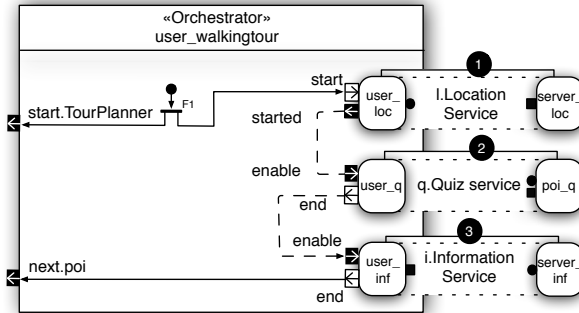 «Orchestrator»
user_walkingtour
1
start
F1
user_
loc
l.Location
Service
server_
loc
start.TourPlanner
started
2
enable
user_q
q.Quiz service
poi_q
end
enable
3
user_
inf
i.Information
Service
server_
inf
next.poi
end